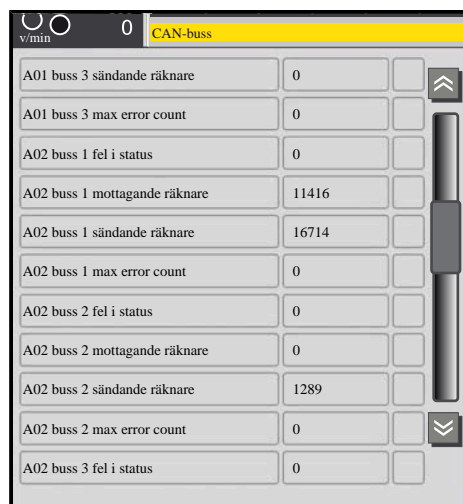 v/min
0
CAN-buss
A01 buss 3 sändande räknare 0
A01 buss 3 max error count 0
A02 buss 1 fel i status 0
A02 buss 1 mottagande räknare 11416
A02 buss 1 sändande räknare 16714
A02 buss 1 max error count 0
A02 buss 2 fel i status 0
A02 buss 2 mottagande räknare 0
A02 buss 2 sändande räknare 1289
A02 buss 2 max error count 0
A02 buss 3 fel i status 0